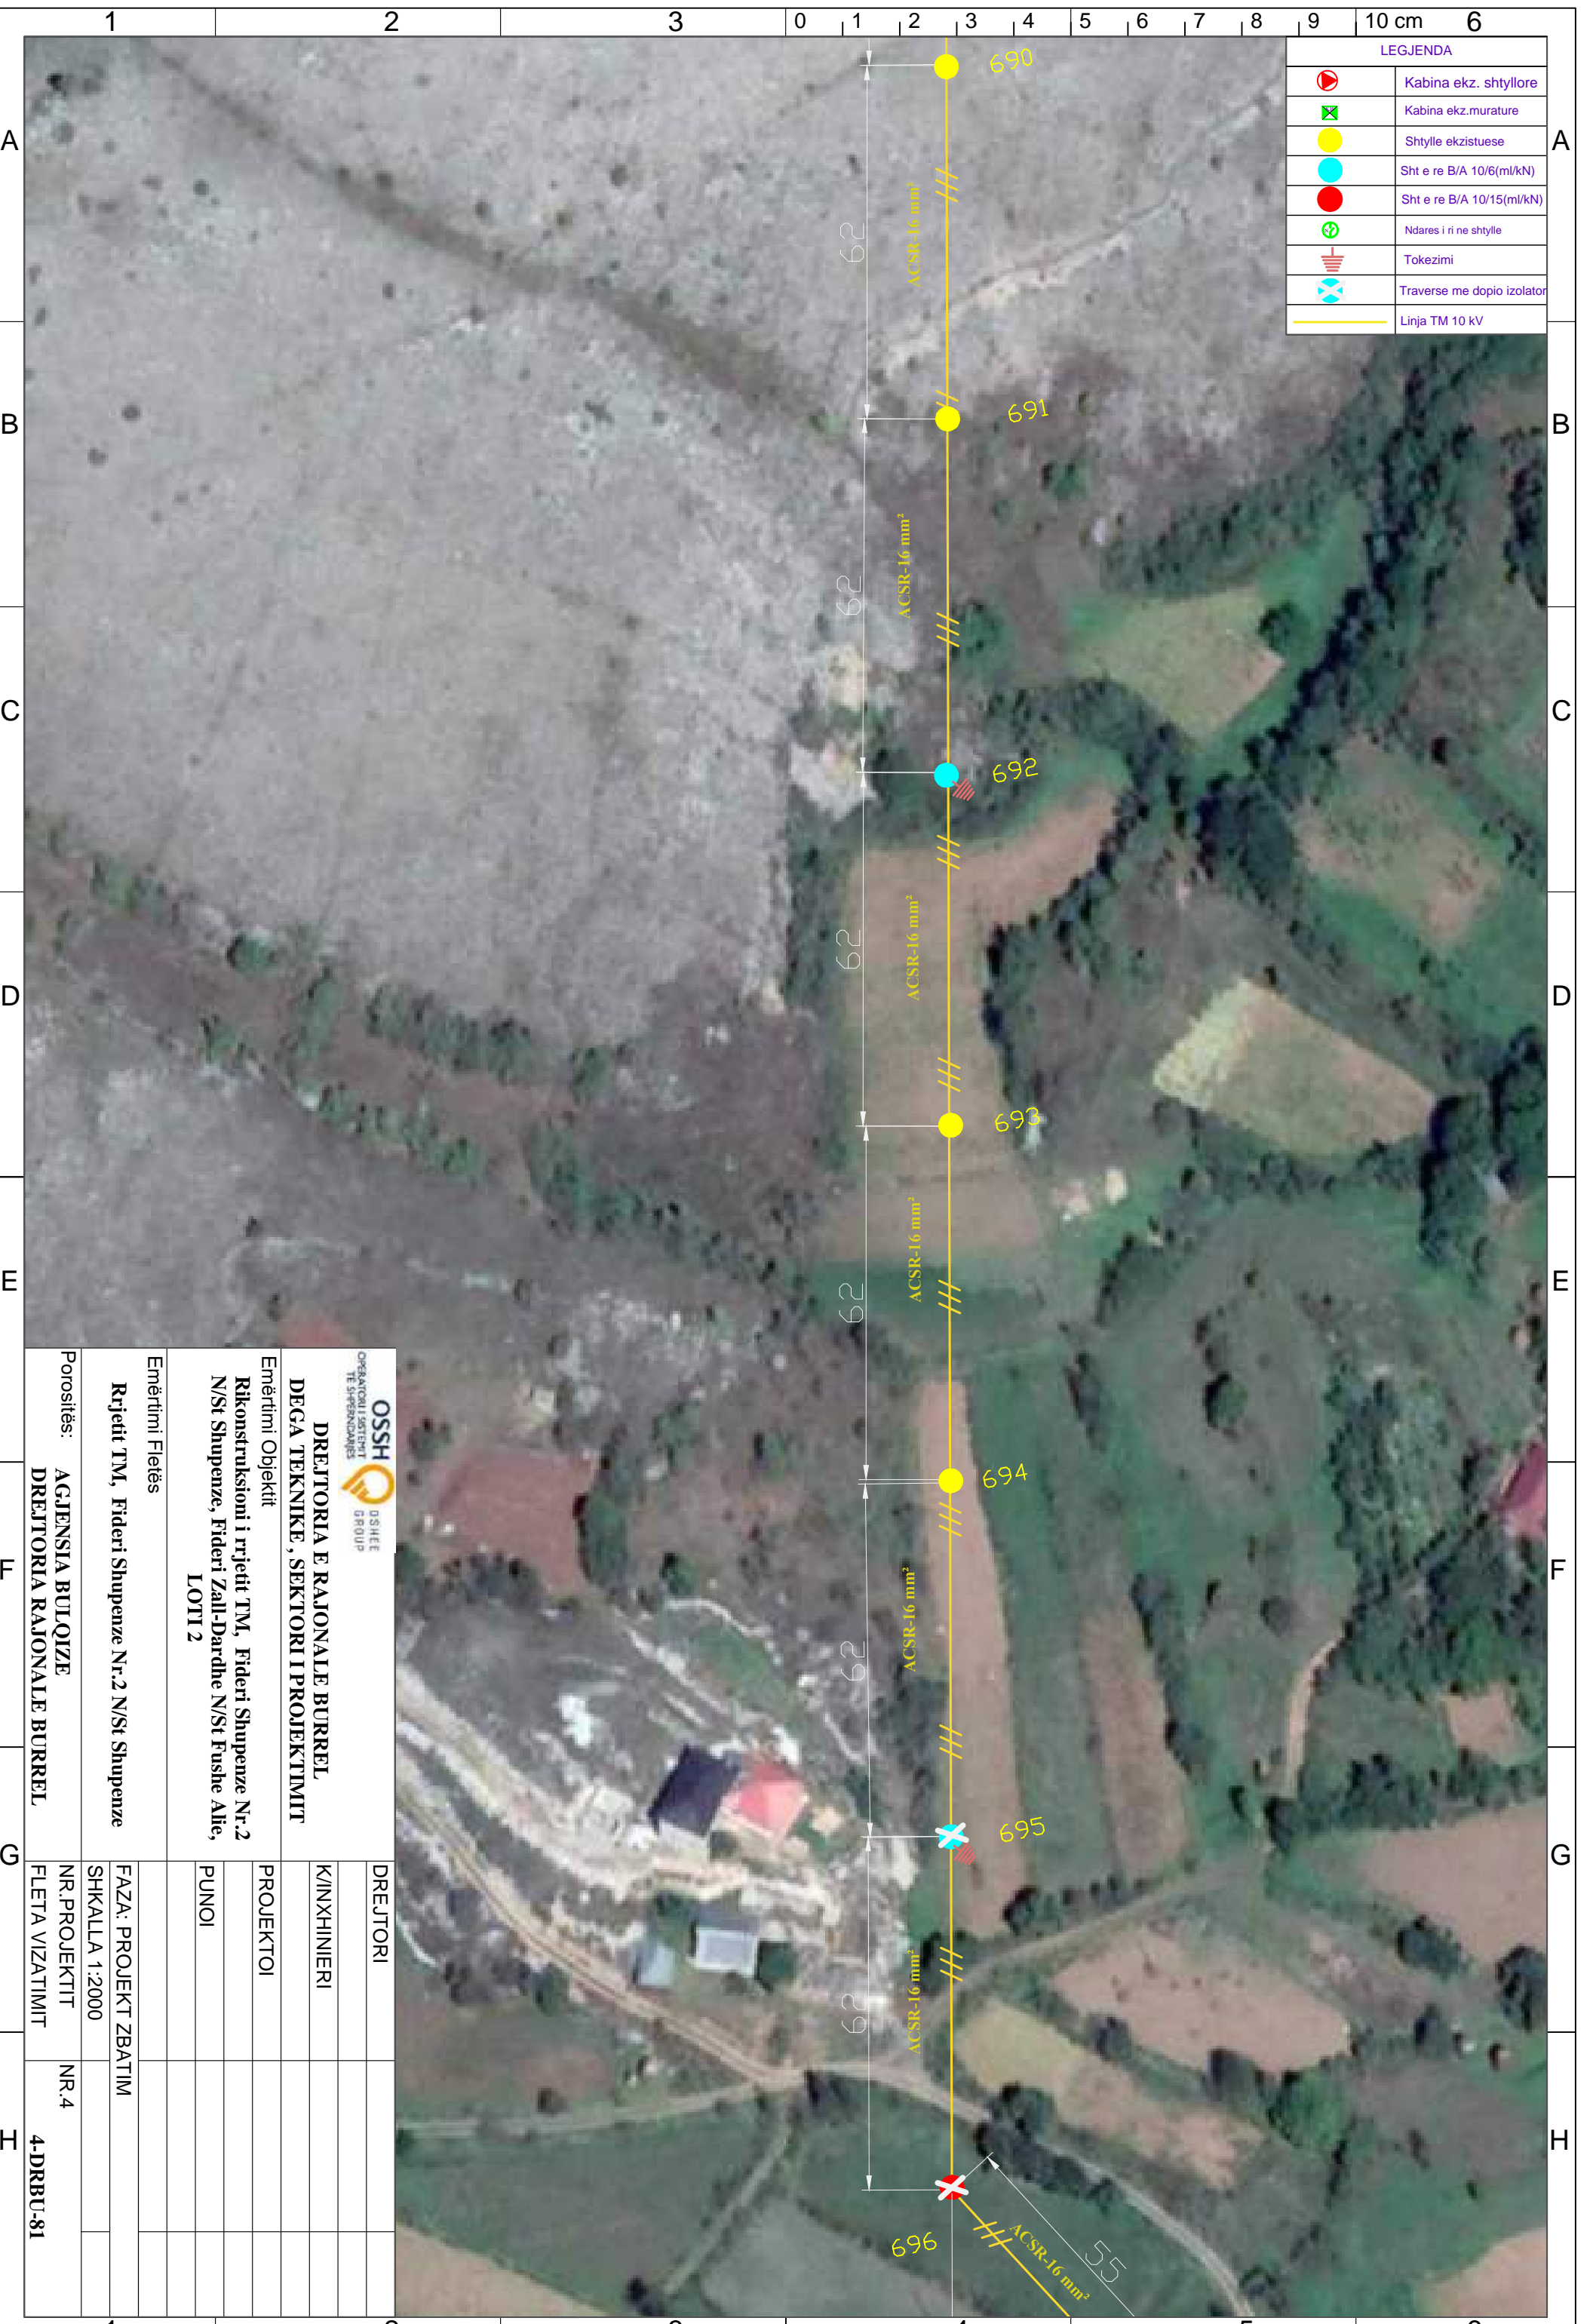 1 2 3 0 1 2 3 4 5 6 7 8 9 10 cm 6
LEGJENDA
Kabina ekz. shtyllore
Kabina ekz.murature
Shtylle ekzistuese
Sht e re B/A 10/6(ml/kN)
Sht e re B/A 10/15(ml/kN)
Ndares i ri ne shtylle
Tokezimi
Traverse me dopio izolator
Linja TM 10 kV
A A
B B
C C
D D
E E
F F
G G
H H
690
62
ACSR-16 mm²
691
62
ACSR-16 mm²
692
62
ACSR-16 mm²
693
62
ACSR-16 mm²
694
62
ACSR-16 mm²
695
62
ACSR-16 mm²
696
55
ACSR-16 mm²
OSSH
OPERATORI I SISTEMIT
TË SHPËRNDARJES
OSHEE
GROUP
DREJTORIA E RAJONALE BURREL
DEGA TEKNIKE , SEKTORI I PROJEKTIMIT
Emërtimi Objektit
Rikonstruksioni i rrjetit TM, Fideri Shupenze Nr.2
N/St Shupenze, Fideri Zall-Dardhe N/St Fushe Alie,
LOTI 2
Emërtimi Fletës
Rrjetit TM, Fideri Shupenze Nr.2 N/St Shupenze
Porositës:
AGJENSIA BULQIZE
DREJTORIA RAJONALE BURREL
DREJTORI
K/INXHINIERI
PROJEKTOI
PUNOI
FAZA: PROJEKT ZBATIM
SHKALLA 1:2000
NR.PROJEKTIT NR.4
FLETA VIZATIMIT 4-DRBU-81